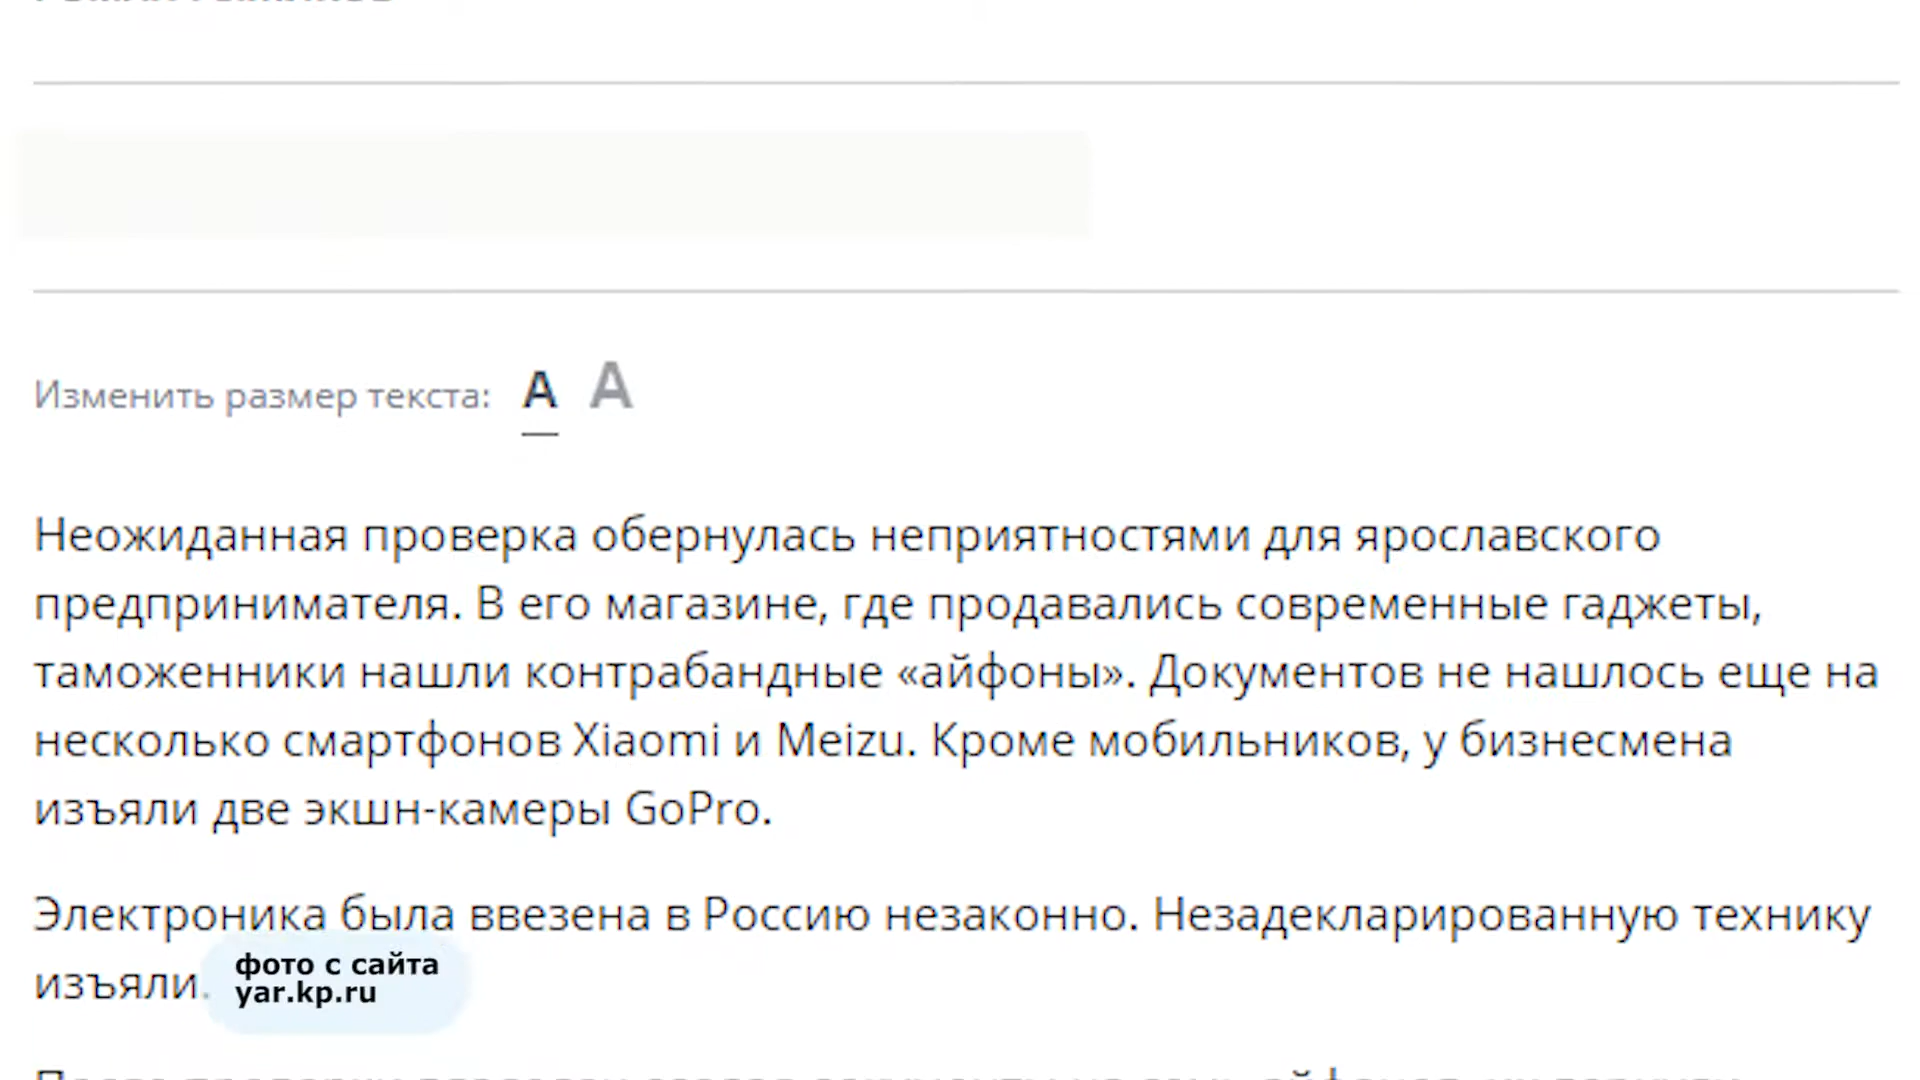 Изменить размер текста: A A
Неожиданная проверка обернулась неприятностями для ярославского
предпринимателя. В его магазине, где продавались современные гаджеты,
таможенники нашли контрабандные «айфоны». Документов не нашлось еще на
несколько смартфонов Xiaomi и Meizu. Кроме мобильников, у бизнесмена
изъяли две экшн-камеры GoPro.
Электроника была ввезена в Россию незаконно. Незадекларированную технику
изъяли.
фото с сайта
yar.kp.ru